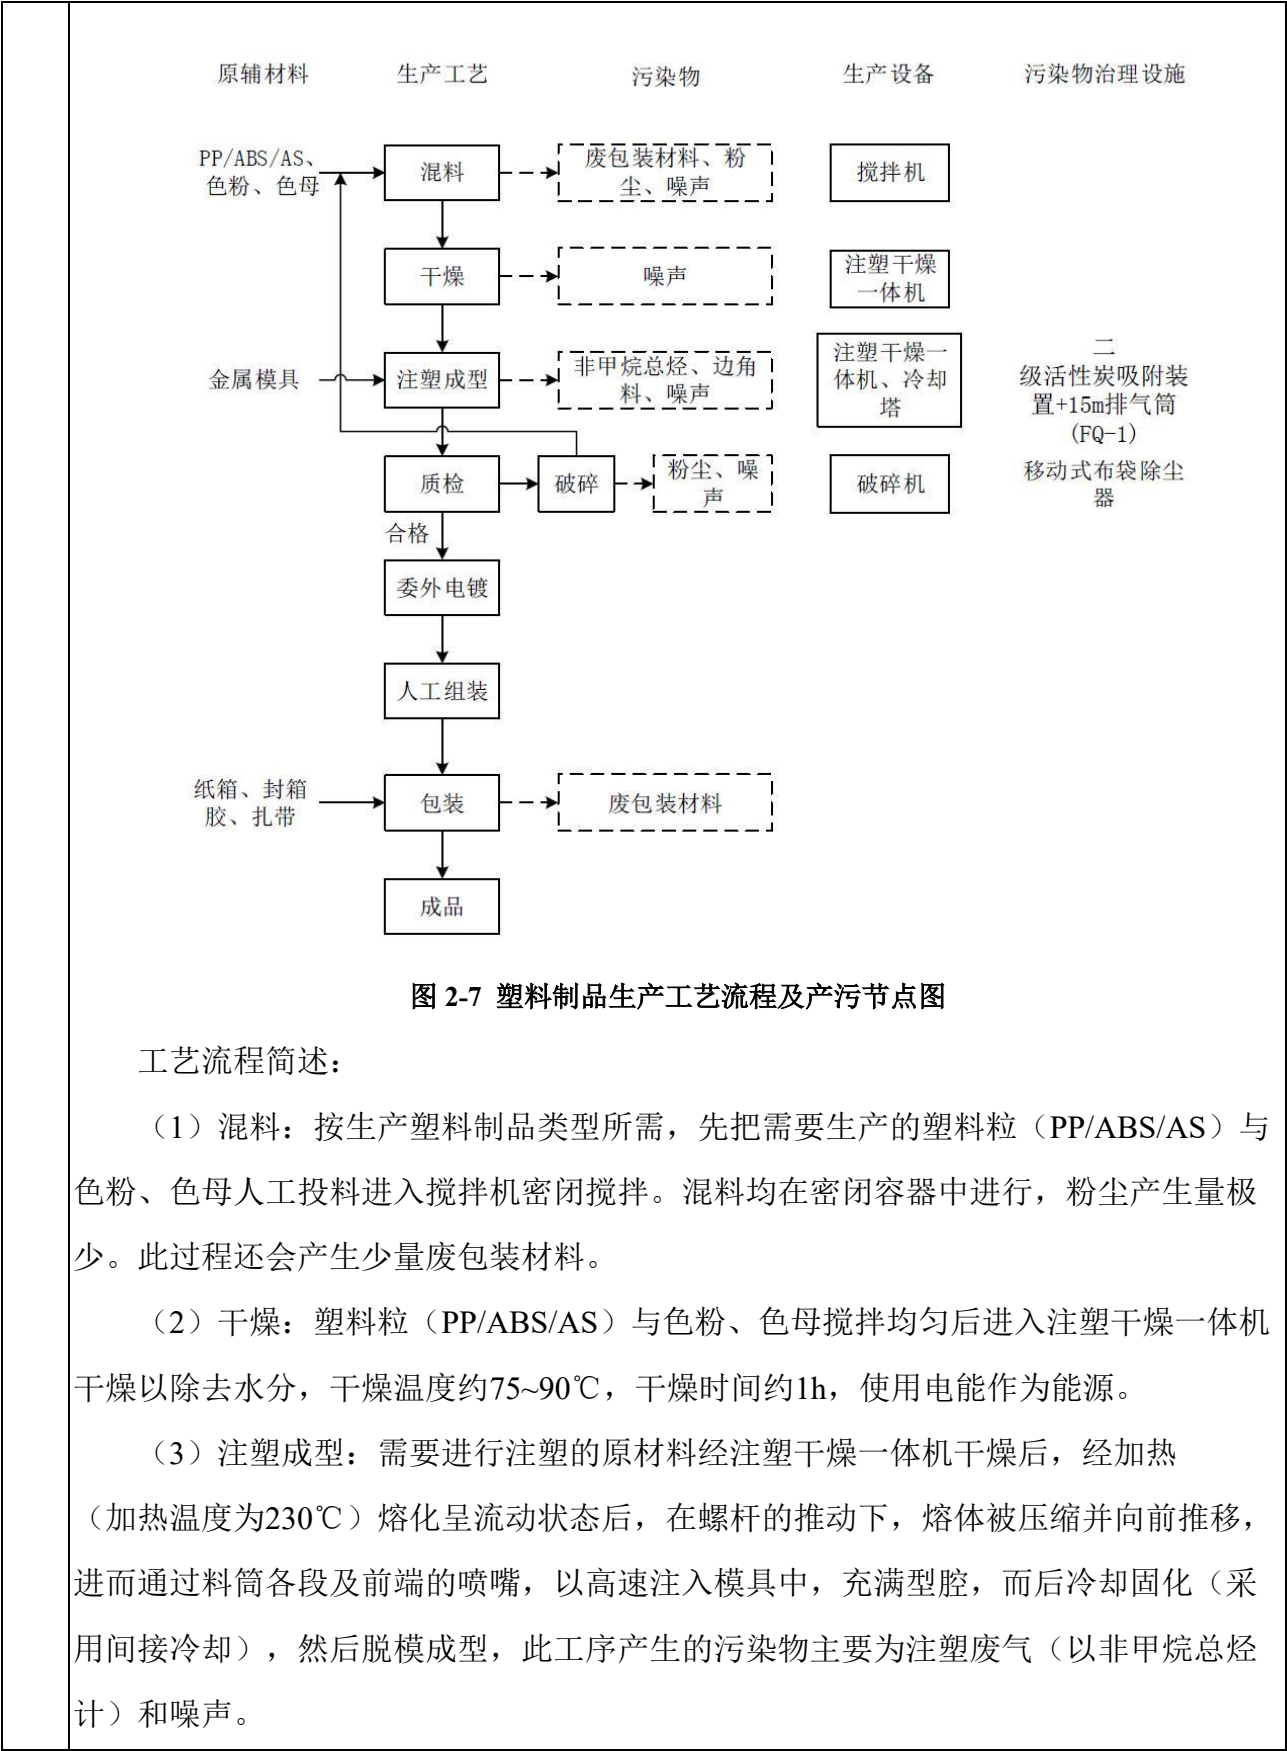 原辅材料 生产工艺 污染物 生产设备 污染物治理设施
PP/ABS/AS、
色粉、色母
混料
废包装材料、粉
尘、噪声
搅拌机
干燥
噪声
注塑干燥
一体机
金属模具
注塑成型
非甲烷总烃、边角
料、噪声
注塑干燥一
体机、冷却
塔
二
级活性炭吸附装
置+15m排气筒
(FQ-1)
质检
破碎
粉尘、噪
声
破碎机
移动式布袋除尘
器
合格
委外电镀
人工组装
纸箱、封箱
胶、扎带
包装
废包装材料
成品
图 2-7 塑料制品生产工艺流程及产污节点图
工艺流程简述：
（1）混料：按生产塑料制品类型所需，先把需要生产的塑料粒（PP/ABS/AS）与
色粉、色母人工投料进入搅拌机密闭搅拌。混料均在密闭容器中进行，粉尘产生量极
少。此过程还会产生少量废包装材料。
（2）干燥：塑料粒（PP/ABS/AS）与色粉、色母搅拌均匀后进入注塑干燥一体机
干燥以除去水分，干燥温度约75~90℃，干燥时间约1h，使用电能作为能源。
（3）注塑成型：需要进行注塑的原材料经注塑干燥一体机干燥后，经加热
（加热温度为230℃）熔化呈流动状态后，在螺杆的推动下，熔体被压缩并向前推移，
进而通过料筒各段及前端的喷嘴，以高速注入模具中，充满型腔，而后冷却固化（采
用间接冷却），然后脱模成型，此工序产生的污染物主要为注塑废气（以非甲烷总烃
计）和噪声。